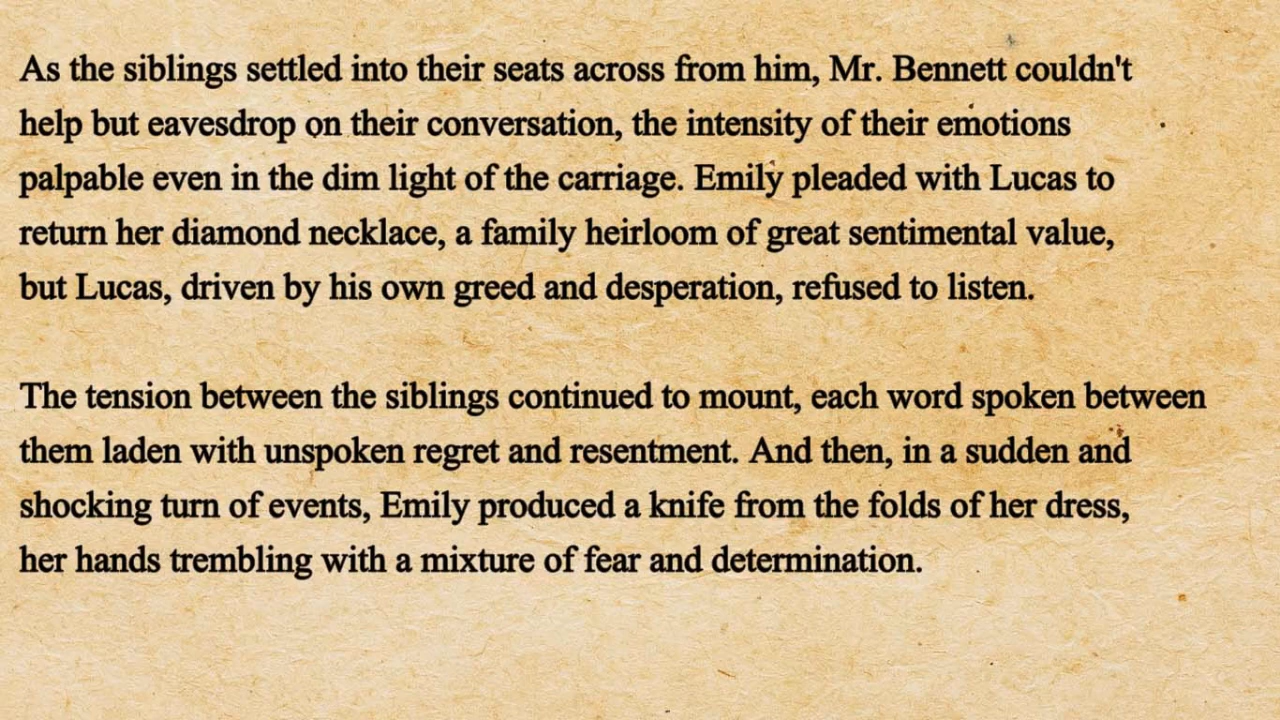 As the siblings settled into their seats across from him, Mr. Bennett couldn't
help but eavesdrop on their conversation, the intensity of their emotions
palpable even in the dim light of the carriage. Emily pleaded with Lucas to
return her diamond necklace, a family heirloom of great sentimental value,
but Lucas, driven by his own greed and desperation, refused to listen.
The tension between the siblings continued to mount, each word spoken between
them laden with unspoken regret and resentment. And then, in a sudden and
shocking turn of events, Emily produced a knife from the folds of her dress,
her hands trembling with a mixture of fear and determination.